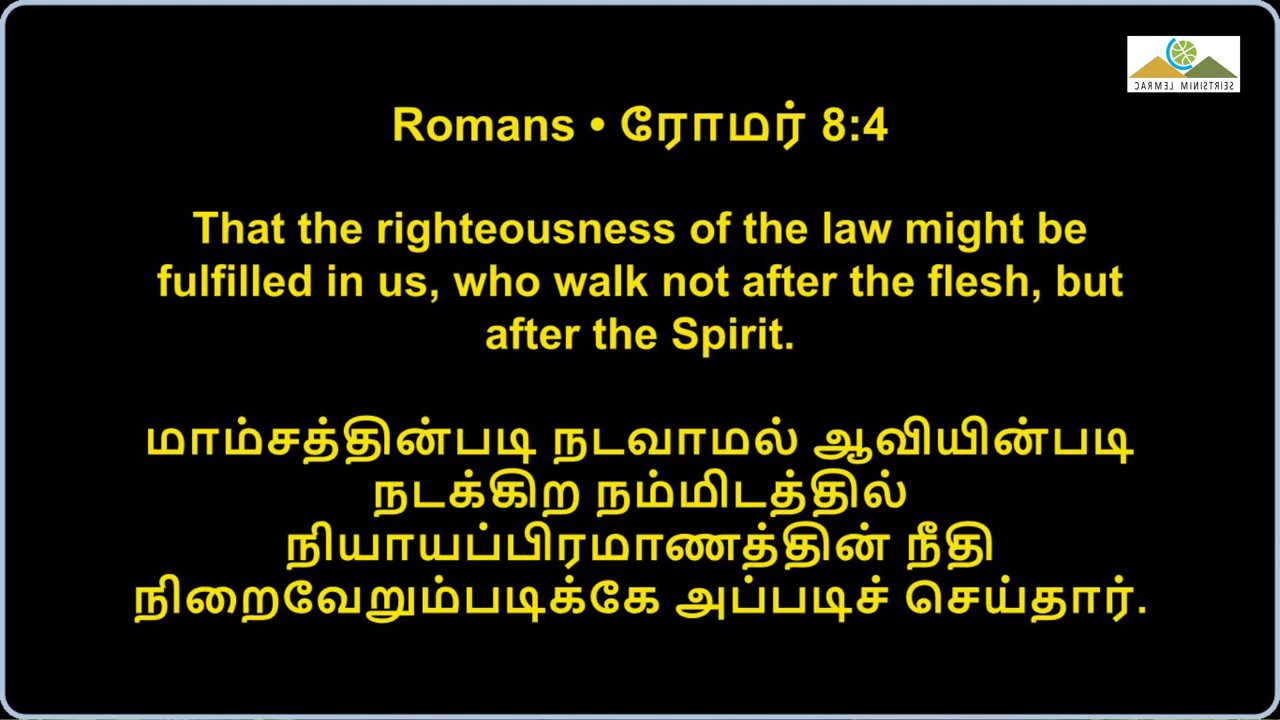 CARMEL MINISTRIES
Romans • ரோமர் 8:4
That the righteousness of the law might be
fulfilled in us, who walk not after the flesh, but
after the Spirit.
மாம்சத்தின்படி நடவாமல் ஆவியின்படி
நடக்கிற நம்மிடத்தில்
நியாயப்பிரமாணத்தின் நீதி
நிறைவேறும்படிக்கே அப்படிச் செய்தார்.